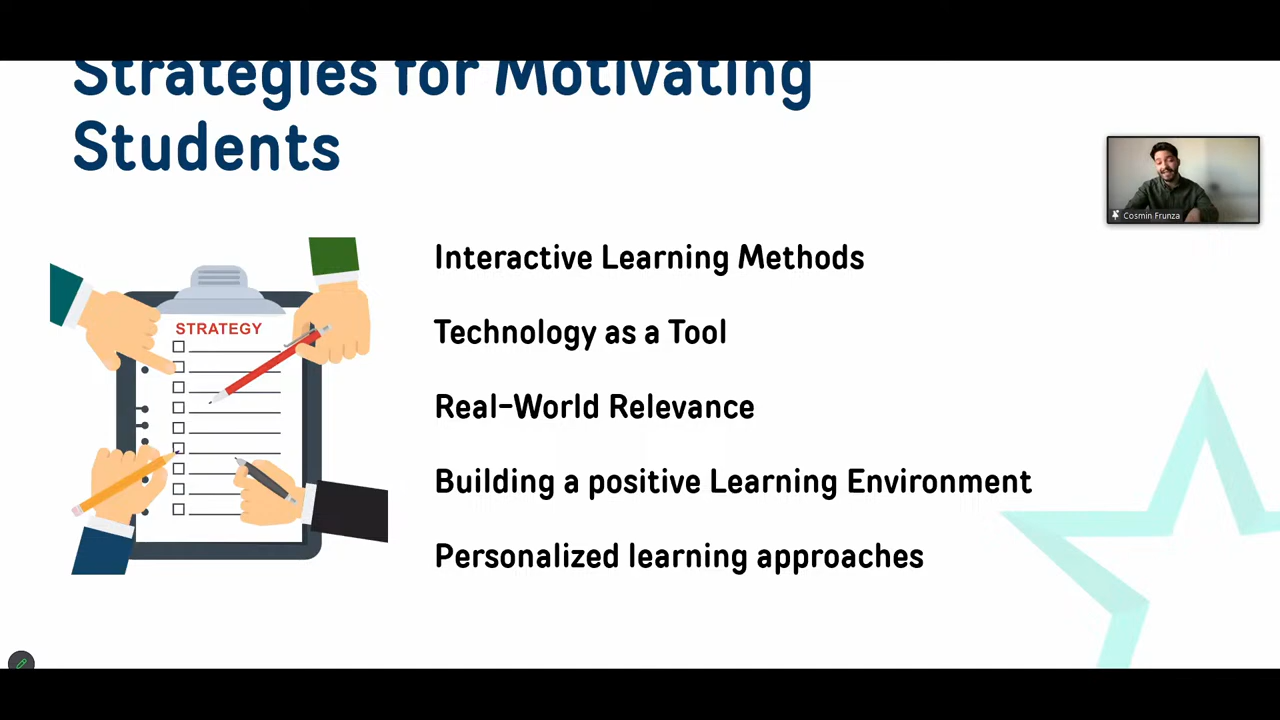 Strategies for Motivating
Students
Cosmin Frunza
STRATEGY
Interactive Learning Methods
Technology as a Tool
Real-World Relevance
Building a positive Learning Environment
Personalized learning approaches